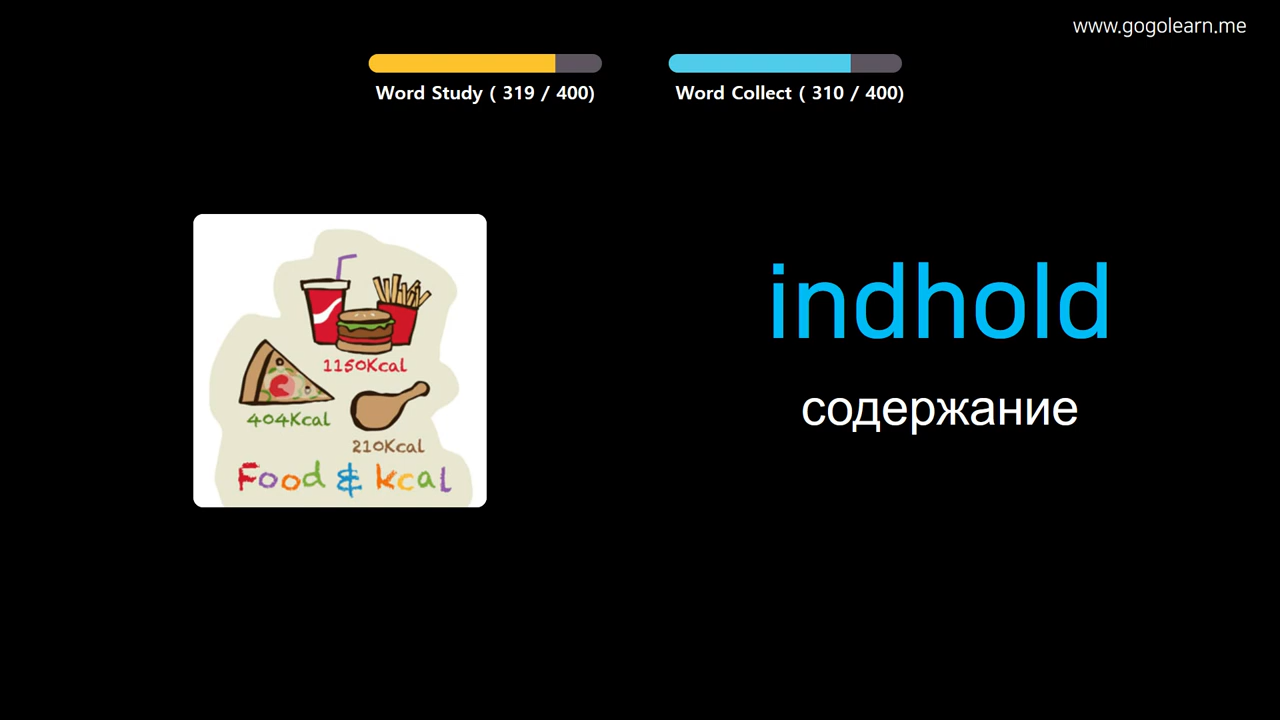 www.gogolearn.me
Word Study ( 319 / 400)
Word Collect ( 310 / 400)
1150Kcal
404Kcal
210Kcal
Food & kcal
indhold
содержание